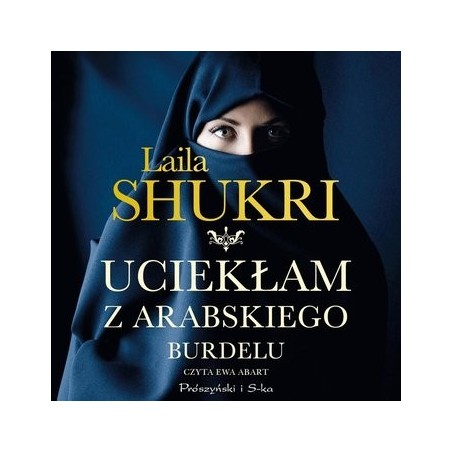 Laila
SHUKRI
UCIEKŁAM
Z ARABSKIEGO
BURDELU
CZYTA EWA ABART
Prószyński i S-ka